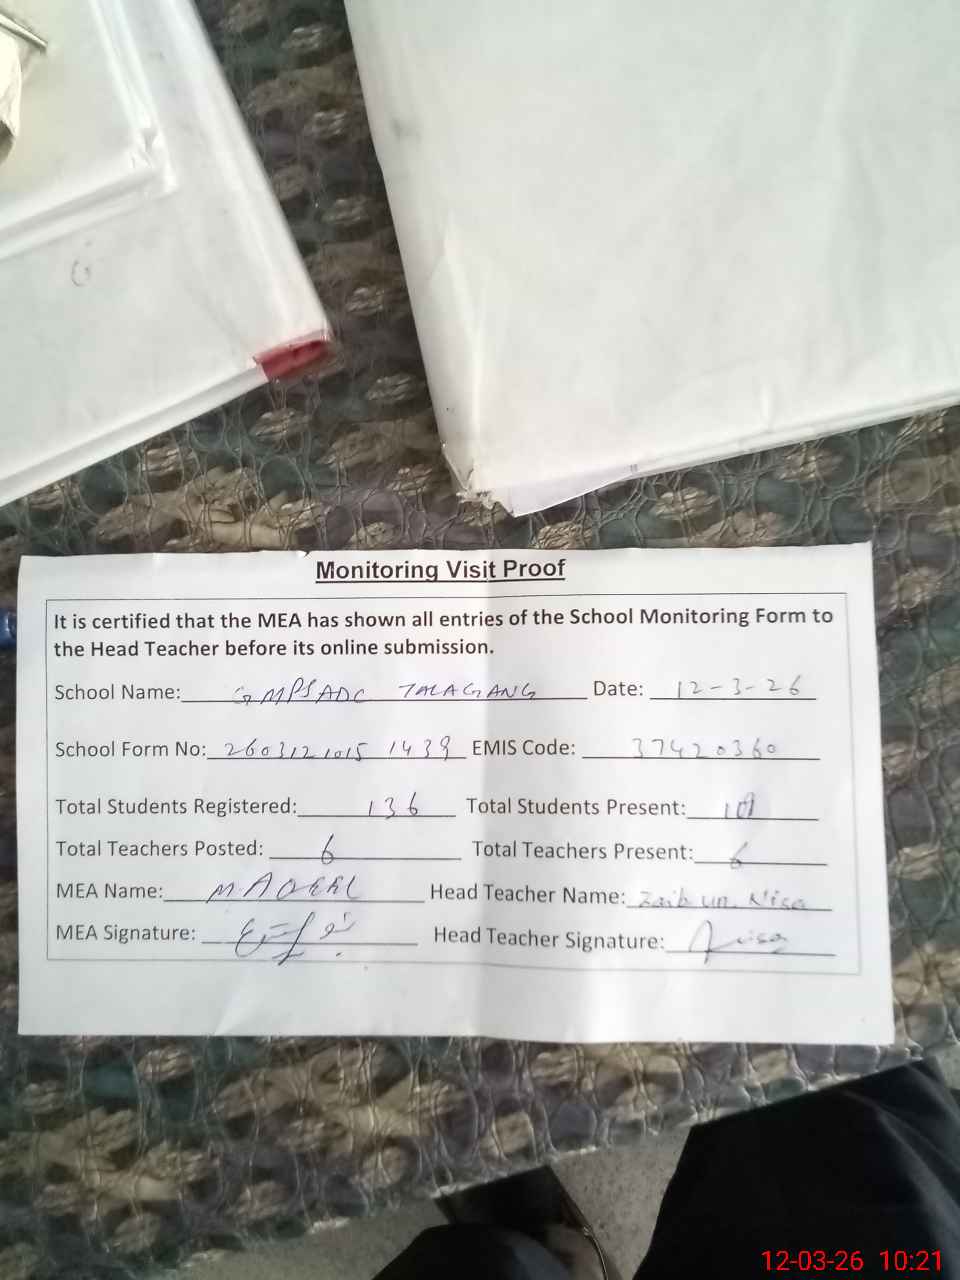 Monitoring Visit Proof
It is certified that the MEA has shown all entries of the School Monitoring Form to
the Head Teacher before its online submission.
School Name: GMPS ADC TALAGANG Date: 12-3-26
School Form No: 2603121015 1439 EMIS Code: 37420360
Total Students Registered: 136 Total Students Present:
Total Teachers Posted: 6 Total Teachers Present: 6
MEA Name: Head Teacher Name: Zaib un Nisa
MEA Signature: Head Teacher Signature: Nisa
12-03-26 10:21